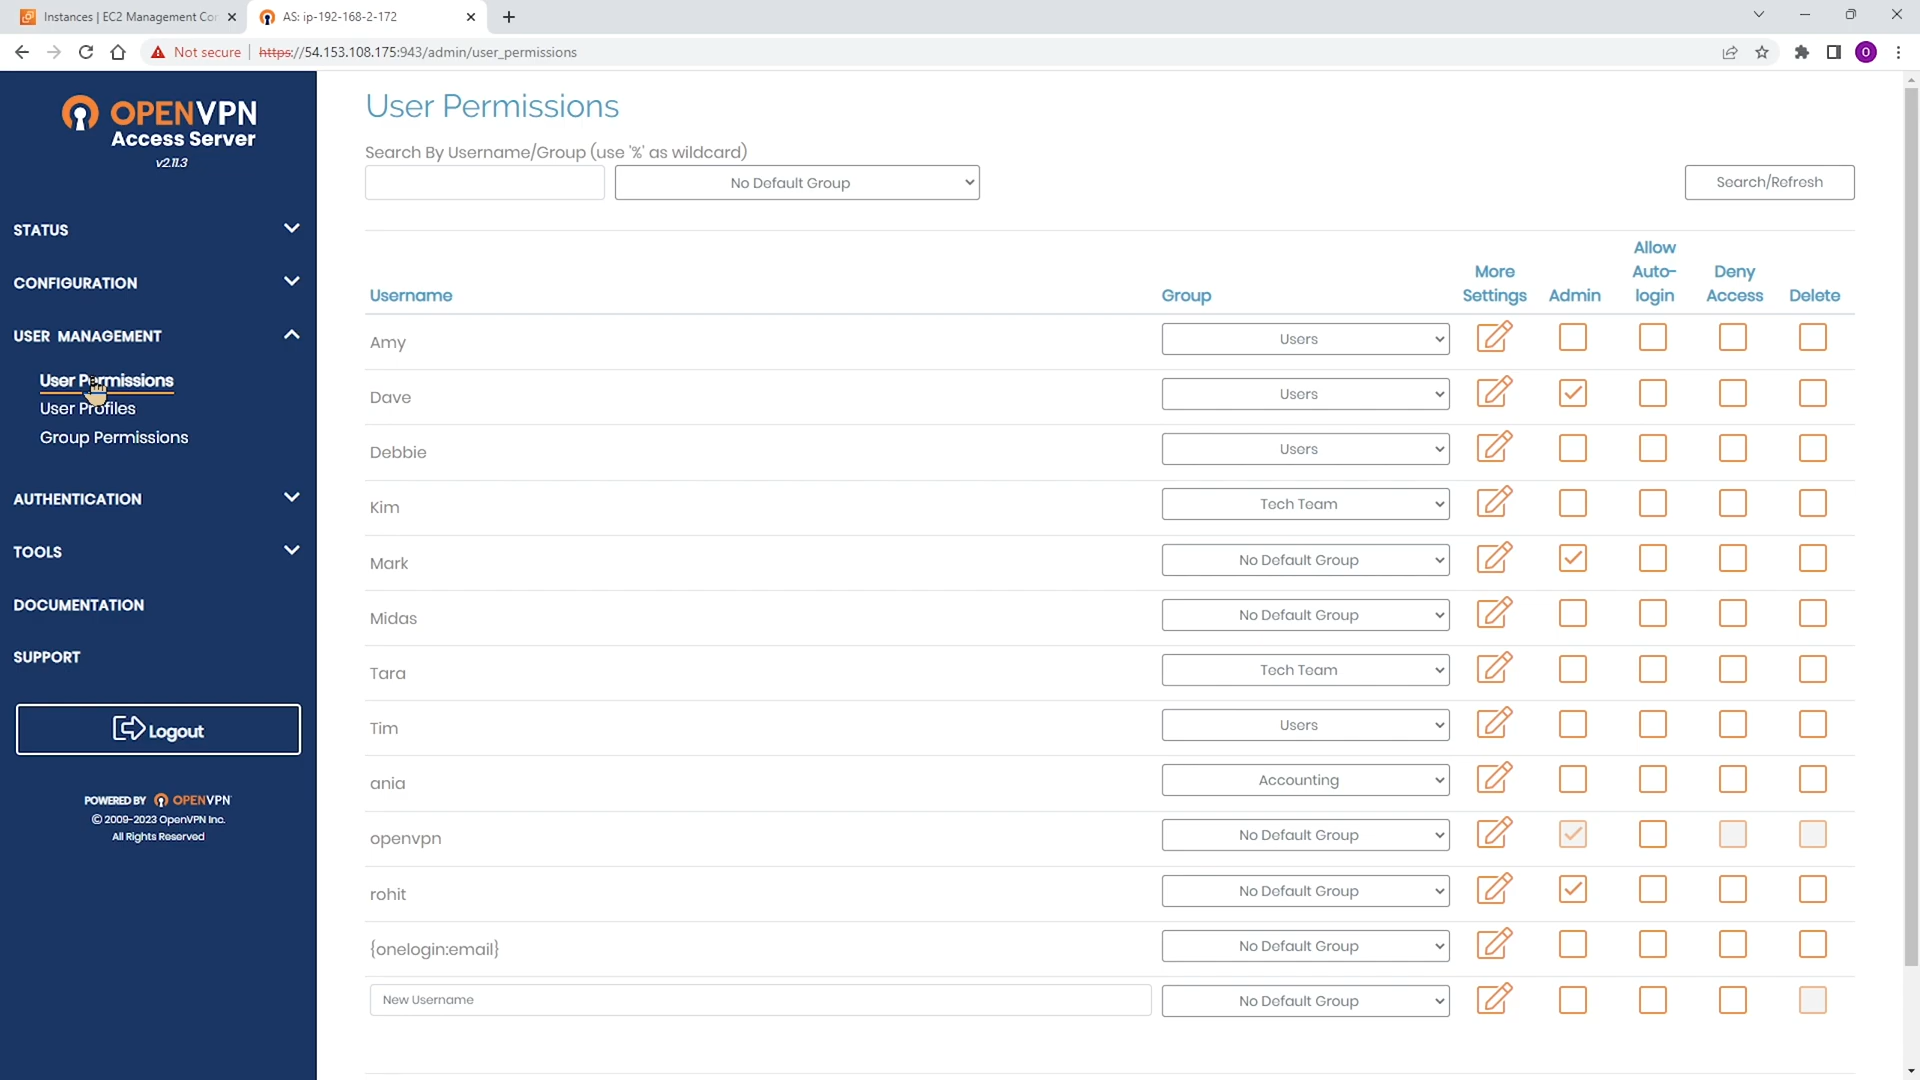 Instances | EC2 Management Con
AS: ip-192-168-2-172
Not secure
https://54.153.108.175:943/admin/user_permissions
O
OPENVPN
Access Server
v2.11.3
STATUS
CONFIGURATION
USER MANAGEMENT
User Permissions
User Profiles
Group Permissions
AUTHENTICATION
TOOLS
DOCUMENTATION
SUPPORT
Logout
POWERED BY OPENVPN
© 2009-2023 OpenVPN Inc.
All Rights Reserved
User Permissions
Search By Username/Group (use '%' as wildcard)
No Default Group
Search/Refresh
Username Group More Settings Admin Allow Auto-login Deny Access Delete
Amy Users
Dave Users
Debbie Users
Kim Tech Team
Mark No Default Group
Midas No Default Group
Tara Tech Team
Tim Users
ania Accounting
openvpn No Default Group
rohit No Default Group
{onelogin:email} No Default Group
New Username No Default Group